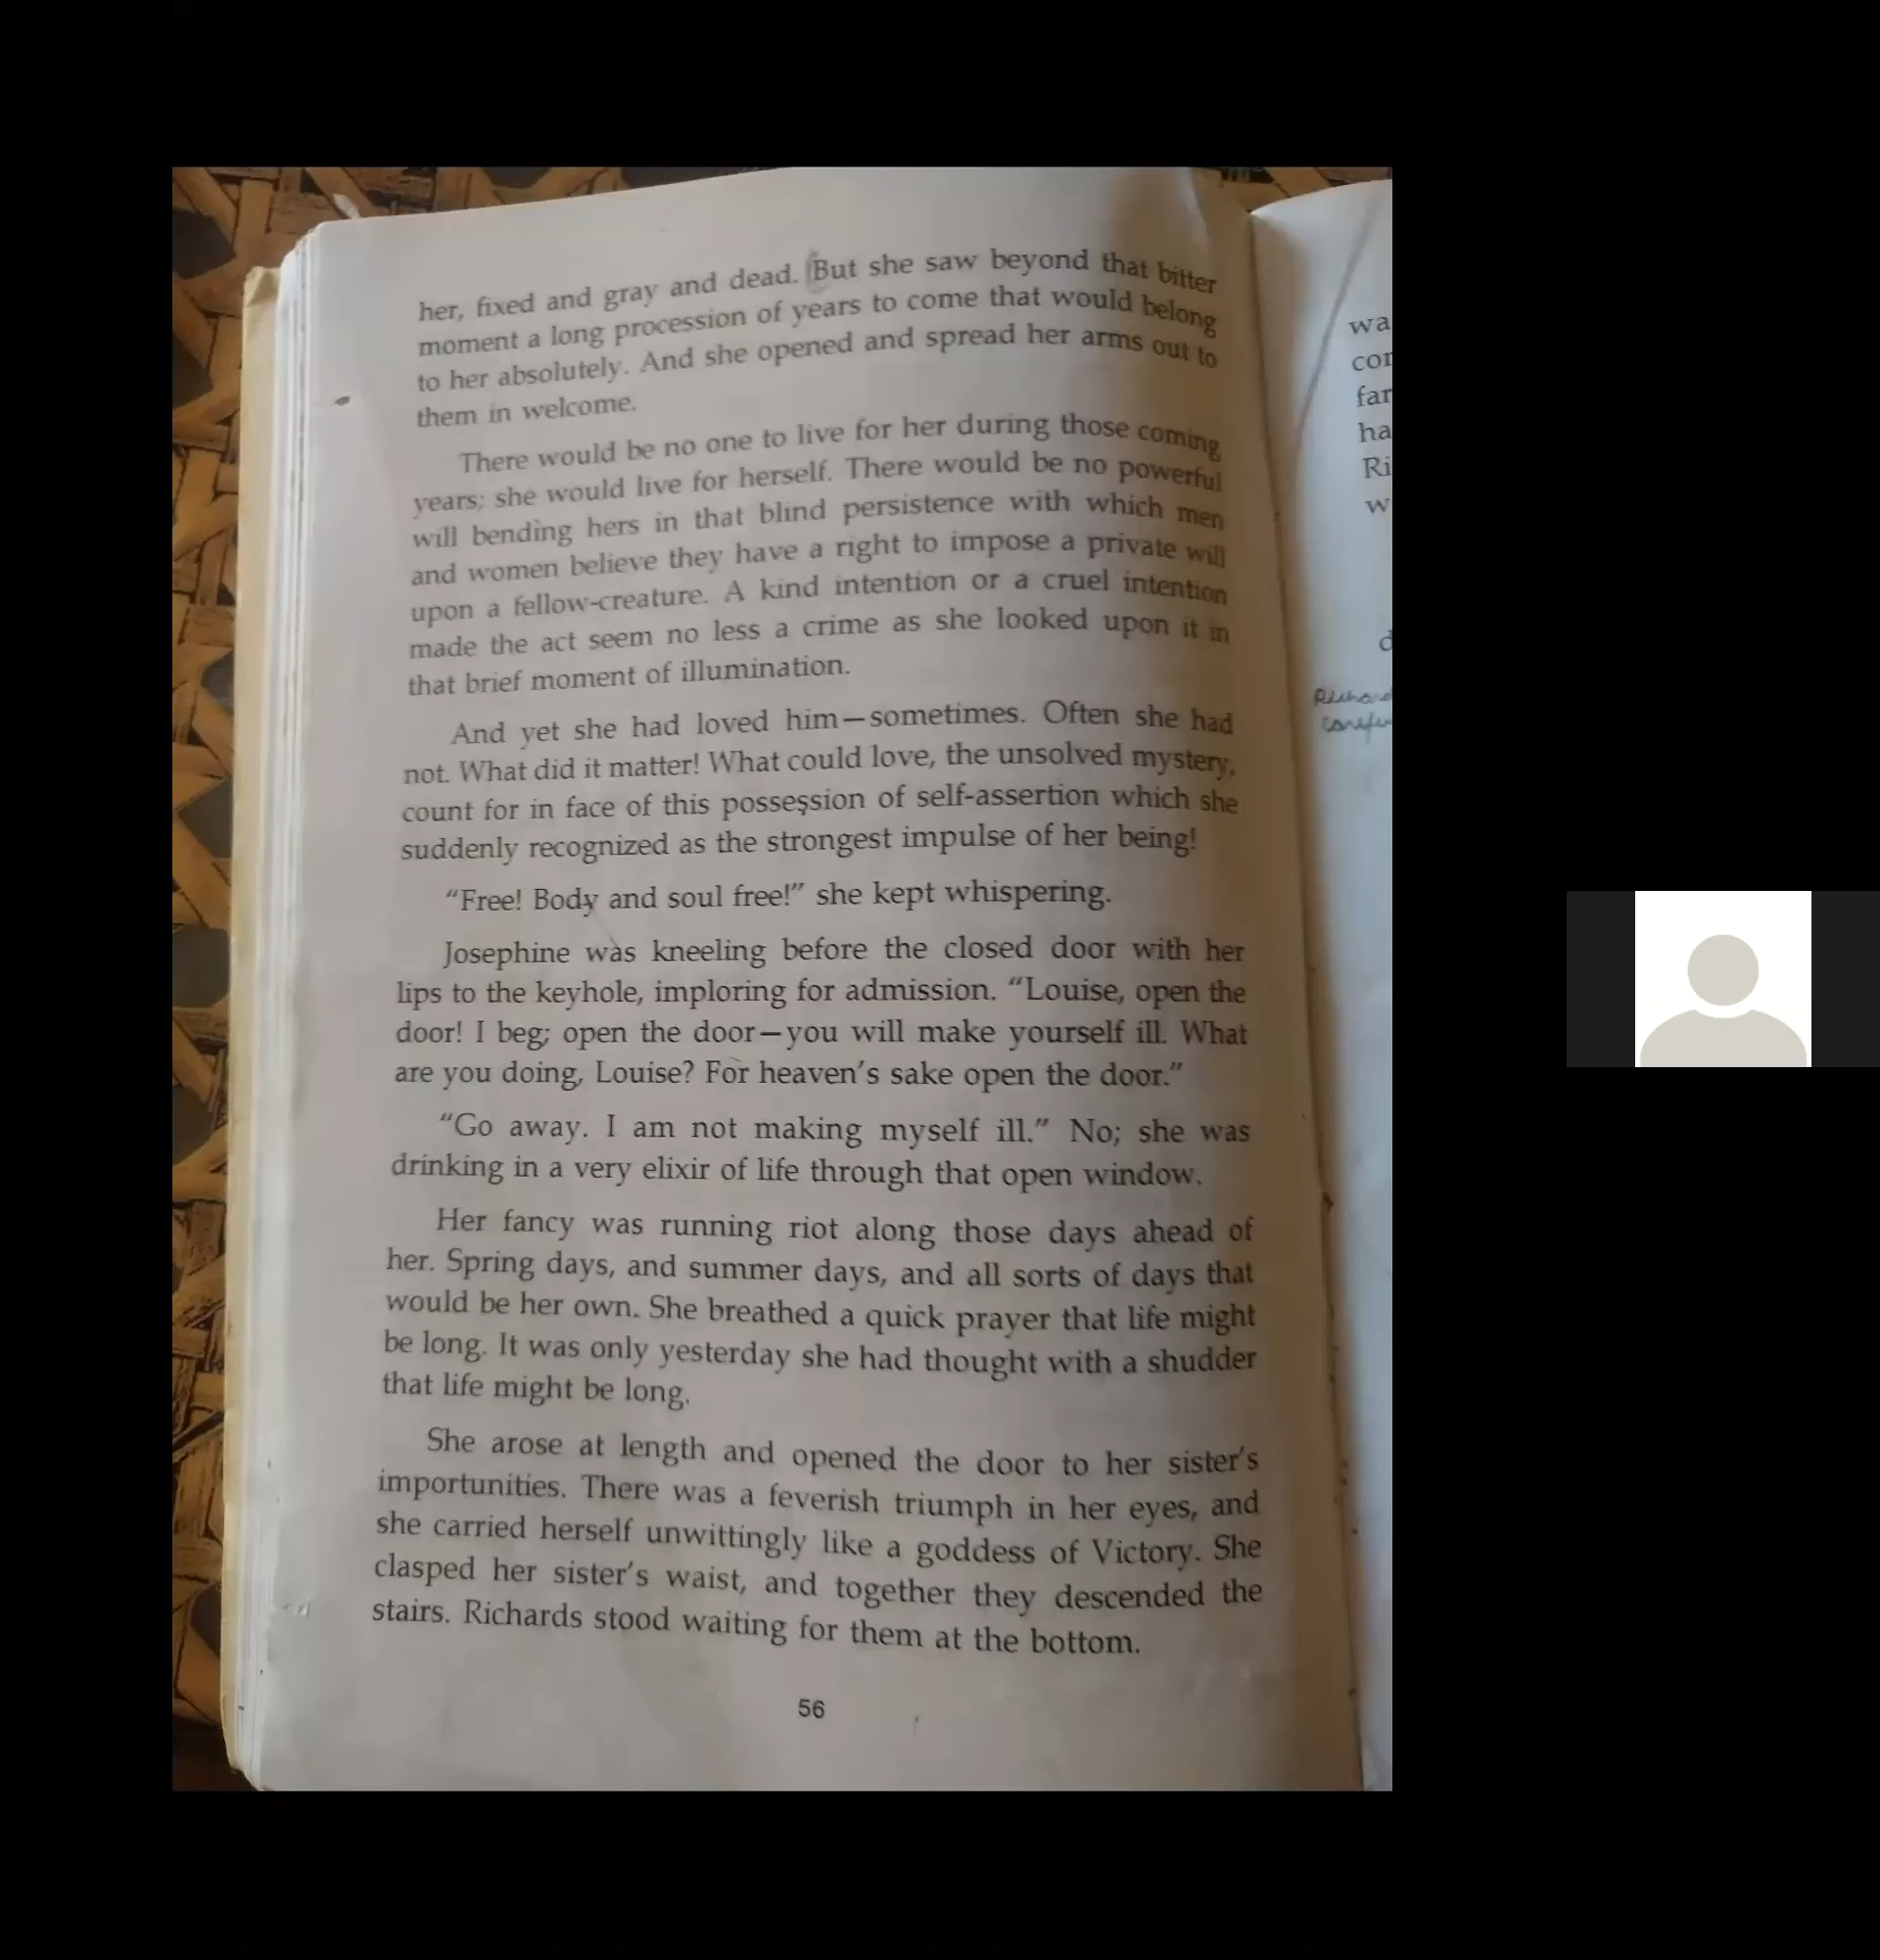 her, fixed and gray and dead. But she saw beyond that bitter
moment a long procession of years to come that would belong
to her absolutely. And she opened and spread her arms out to
them in welcome.
There would be no one to live for her during those coming
years; she would live for herself. There would be no powerful
will bending hers in that blind persistence with which men
and women believe they have a right to impose a private will
upon a fellow-creature. A kind intention or a cruel intention
made the act seem no less a crime as she looked upon it in
that brief moment of illumination.
And yet she had loved him—sometimes. Often she had
not. What did it matter! What could love, the unsolved mystery,
count for in face of this possession of self-assertion which she
suddenly recognized as the strongest impulse of her being!
“Free! Body and soul free!” she kept whispering.
Josephine was kneeling before the closed door with her
lips to the keyhole, imploring for admission. “Louise, open the
door! I beg; open the door—you will make yourself ill. What
are you doing, Louise? For heaven’s sake open the door.”
“Go away. I am not making myself ill.” No; she was
drinking in a very elixir of life through that open window.
Her fancy was running riot along those days ahead of
her. Spring days, and summer days, and all sorts of days that
would be her own. She breathed a quick prayer that life might
be long. It was only yesterday she had thought with a shudder
that life might be long.
She arose at length and opened the door to her sister’s
importunities. There was a feverish triumph in her eyes, and
she carried herself unwittingly like a goddess of Victory. She
clasped her sister’s waist, and together they descended the
stairs. Richards stood waiting for them at the bottom.
56
wa
cor
far
ha
Ri
w